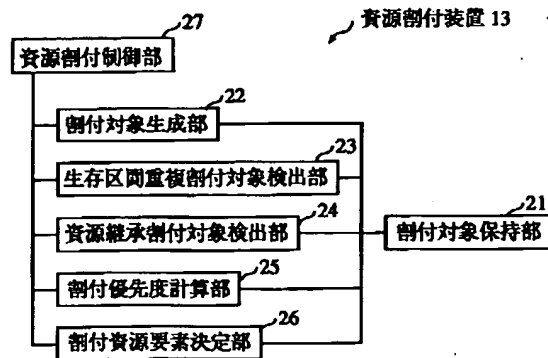 資源割付装置 13
27
資源割付制御部
22
割付対象生成部
23
生存区間重複割付対象検出部
24
資源継承割付対象検出部
21
割付対象保持部
25
割付優先度計算部
26
割付資源要素決定部